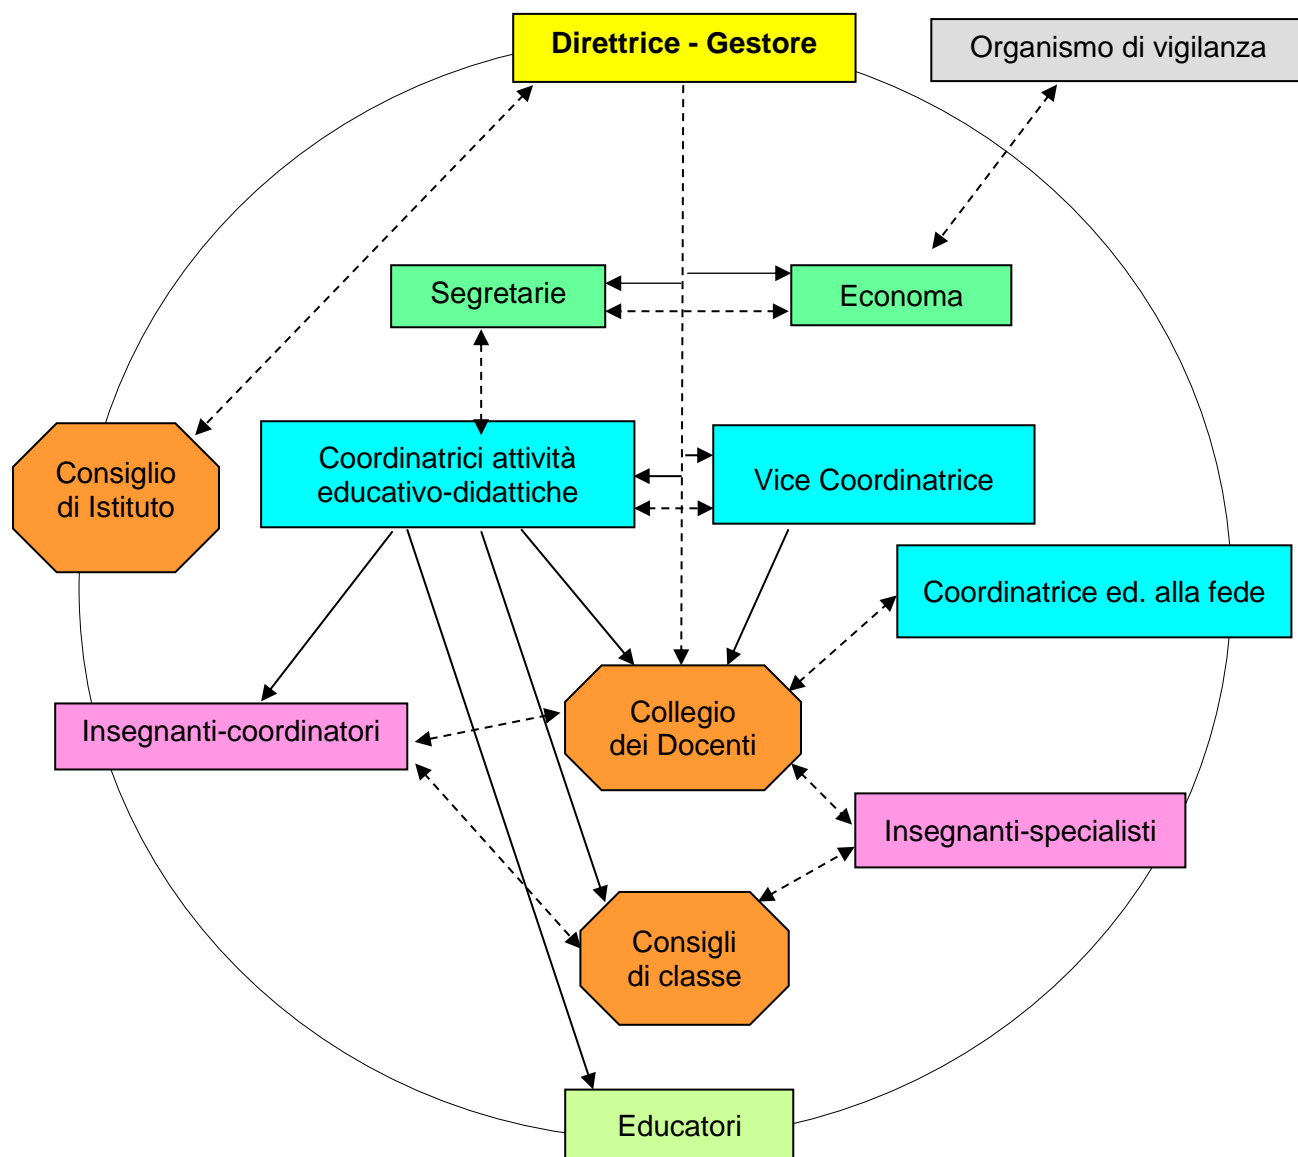 Direttrice - Gestore
Organismo di vigilanza
Segretarie
Economa
Consiglio
di Istituto
Coordinatrici attività
educativo-didattiche
Vice Coordinatrice
Coordinatrice ed. alla fede
Insegnanti-coordinatori
Collegio
dei Docenti
Insegnanti-specialisti
Consigli
di classe
Educatori